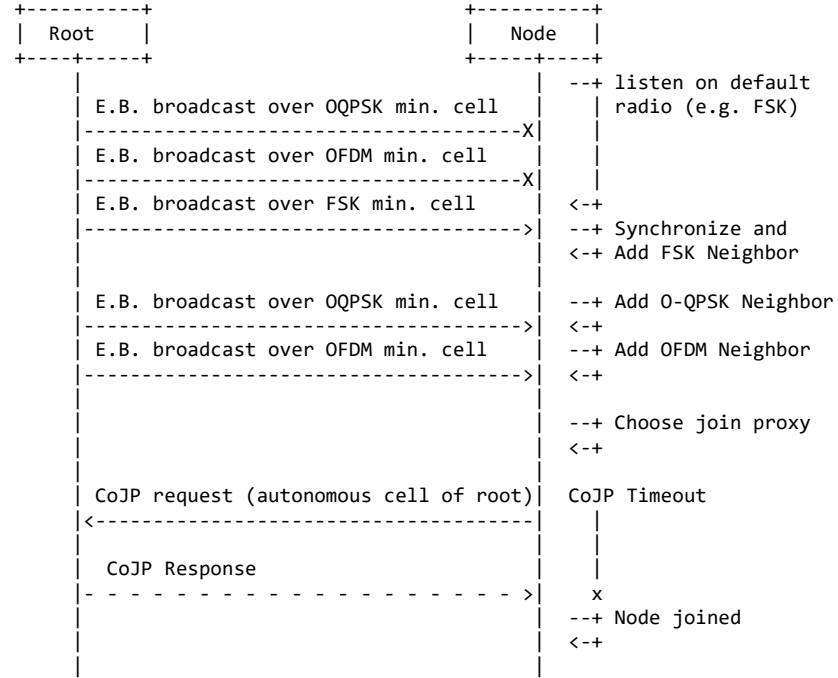 Root Node
listen on default
E.B. broadcast over OQPSK min. cell radio (e.g. FSK)
X
E.B. broadcast over OFDM min. cell
X
E.B. broadcast over FSK min. cell
Synchronize and
Add FSK Neighbor
E.B. broadcast over OQPSK min. cell Add O-QPSK Neighbor
E.B. broadcast over OFDM min. cell Add OFDM Neighbor
Choose join proxy
CoJP request (autonomous cell of root) CoJP Timeout
CoJP Response
x
Node joined